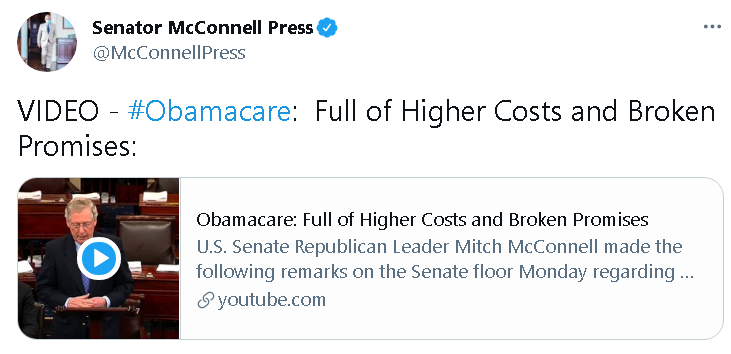 Senator McConnell Press
@McConnellPress
VIDEO - #Obamacare:  Full of Higher Costs and Broken
Promises:
Obamacare: Full of Higher Costs and Broken Promises
U.S. Senate Republican Leader Mitch McConnell made the
following remarks on the Senate floor Monday regarding ...
youtube.com